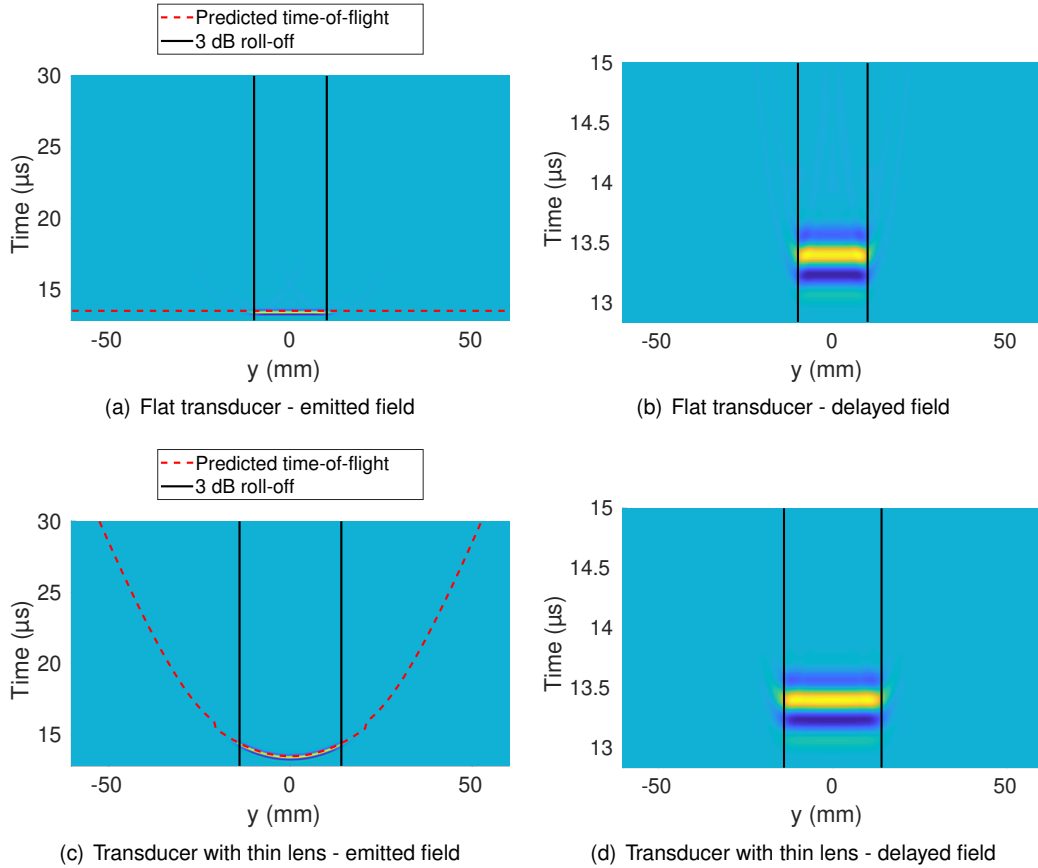 Predicted time-of-flight
3 dB roll-off
30
25
20
15
Time (µs)
-50 0 50
y (mm)
(a) Flat transducer - emitted field
15
14.5
14
13.5
13
Time (µs)
-50 0 50
y (mm)
(b) Flat transducer - delayed field
Predicted time-of-flight
3 dB roll-off
30
25
20
15
Time (µs)
-50 0 50
y (mm)
(c) Transducer with thin lens - emitted field
15
14.5
14
13.5
13
Time (µs)
-50 0 50
y (mm)
(d) Transducer with thin lens - delayed field